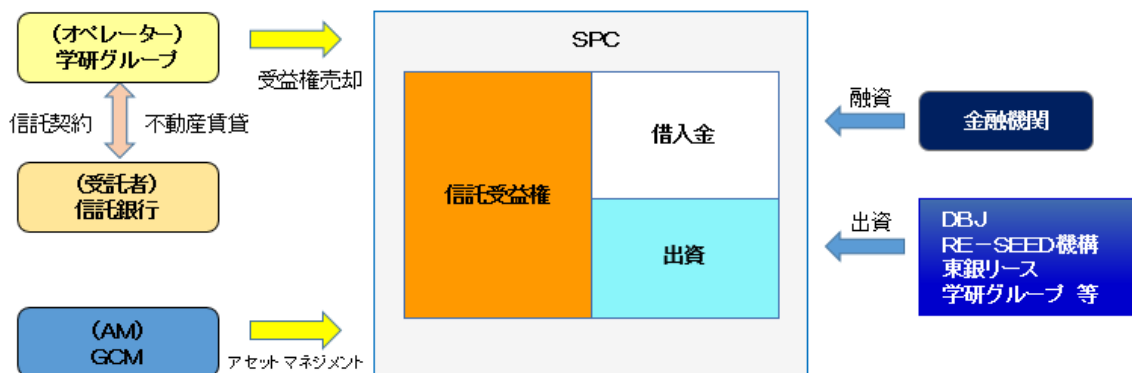 (オペレーター)
学研グループ
受益権売却
信託契約
不動産賃貸
(受託者)
信託銀行
(AM)
GCM
アセットマネジメント
SPC
信託受益権
借入金
出資
融資
金融機関
出資
DBJ
RE-SEED機構
東銀リース
学研グループ 等